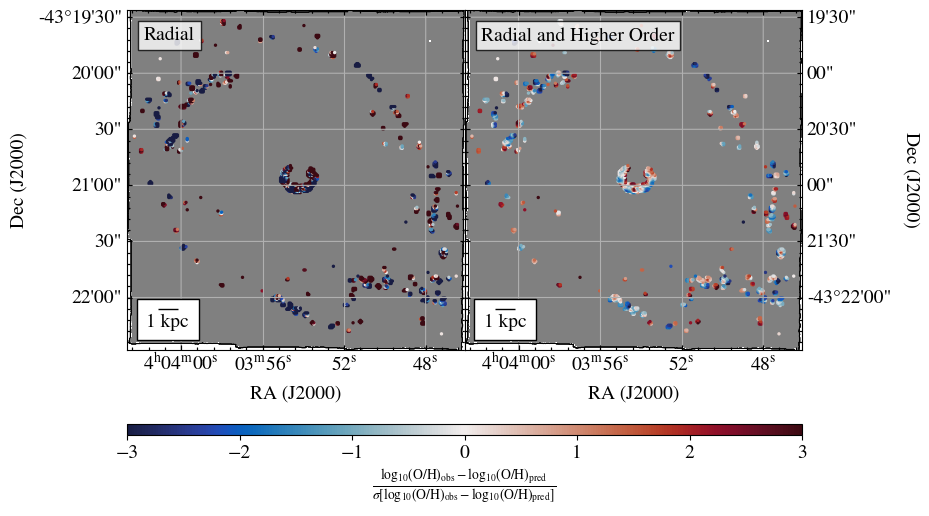 Radial
Radial and Higher Order
-43°19'30"
20'00"
30"
21'00"
30"
22'00"
19'30"
00"
20'30"
00"
21'30"
-43°22'00"
Dec (J2000)
Dec (J2000)
1 kpc
1 kpc
4ʰ04ᵐ00ˢ 03ᵐ56ˢ 52ˢ 48ˢ
4ʰ04ᵐ00ˢ 03ᵐ56ˢ 52ˢ 48ˢ
RA (J2000)
RA (J2000)
−3 −2 −1 0 1 2 3
log₁₀(O/H)obs − log₁₀(O/H)pred
σ[log₁₀(O/H)obs − log₁₀(O/H)pred]